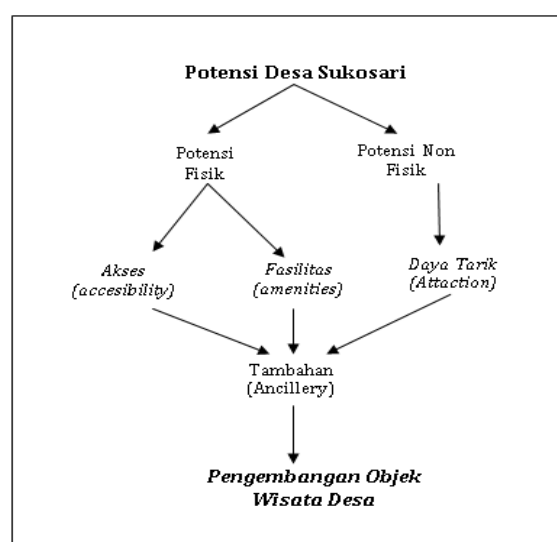 Potensi Desa Sukosari
Potensi
Fisik
Potensi Non
Fisik
Akses
(accesibility)
Fasilitas
(amenities)
Daya Tarik
(Attaction)
Tambahan
(Ancillery)
Pengembangan Objek
Wisata Desa